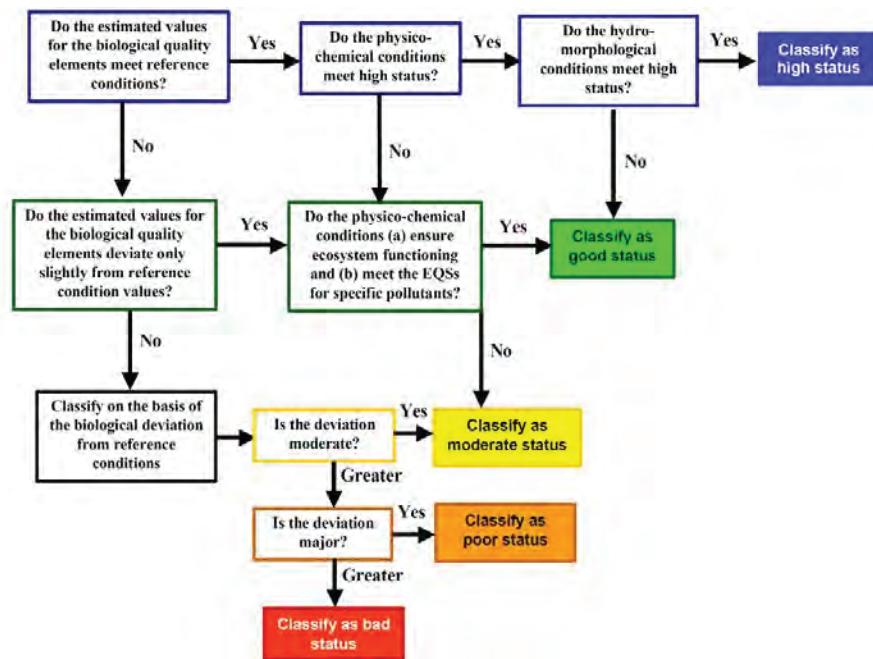 Do the estimated values
for the biological quality
elements meet reference
conditions?
Yes
Do the physico-
chemical conditions
meet high status?
Yes
Do the hydro-
morphological
conditions meet high
status?
Yes
Classify as
high status
No
No
No
Do the estimated values for
the biological quality
elements deviate only
slightly from reference
condition values?
Yes
Do the physico-chemical
conditions (a) ensure
ecosystem functioning
and (b) meet the EQSs
for specific pollutants?
Yes
Classify as
good status
No
No
Classify on the basis of
the biological deviation
from reference
conditions
Is the deviation
moderate?
Yes
Classify as
moderate status
Greater
Is the deviation
major?
Yes
Classify as
poor status
Greater
Classify as bad
status